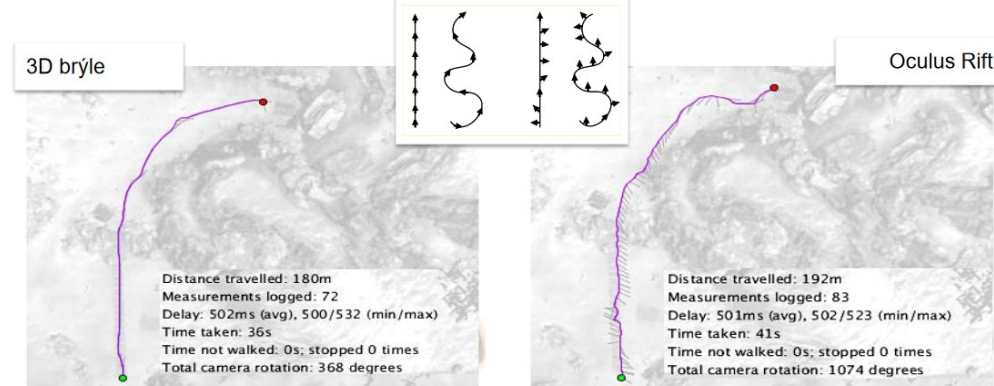 3D brýle
Oculus Rift
Distance travelled: 180m
Measurements logged: 72
Delay: 502ms (avg), 500/532 (min/max)
Time taken: 36s
Time not walked: 0s; stopped 0 times
Total camera rotation: 368 degrees
Distance travelled: 192m
Measurements logged: 83
Delay: 501ms (avg), 502/523 (min/max)
Time taken: 41s
Time not walked: 0s; stopped 0 times
Total camera rotation: 1074 degrees